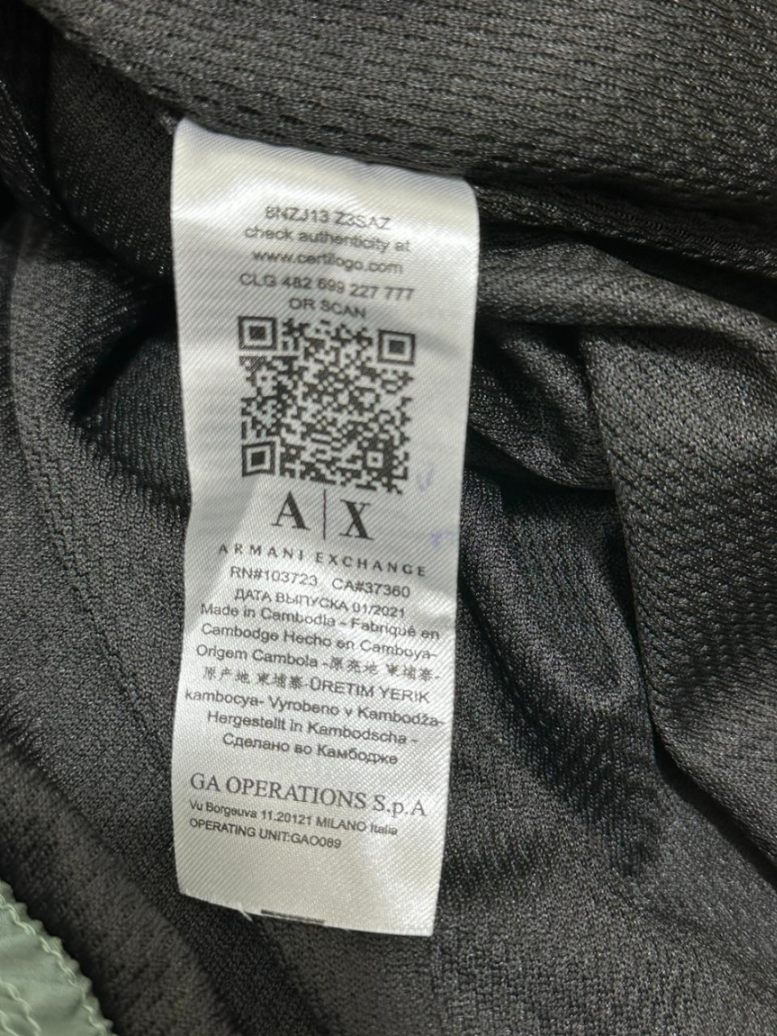 8NZJ13 Z3SAZ
check authenticity at
www.certilogo.com
CLG 482 699 227 777
OR SCAN
A|X
ARMANI EXCHANGE
RN#103723 CA#37360
ДАТА ВЫПУСКА 01/2021
Made in Cambodia - Fabriqué en
Cambodge Hecho en Camboya-
Origem Cambola -原产地 柬埔寨-
原产地 柬埔寨-ÜRETIM YERIK
kambocya- Vyrobeno v Kambodža-
Hergestellt in Kambodscha -
Сделано во Камбодже
GA OPERATIONS S.p.A
Vu Borgeuva 11.20121 MILANO Italia
OPERATING UNIT:GAO089